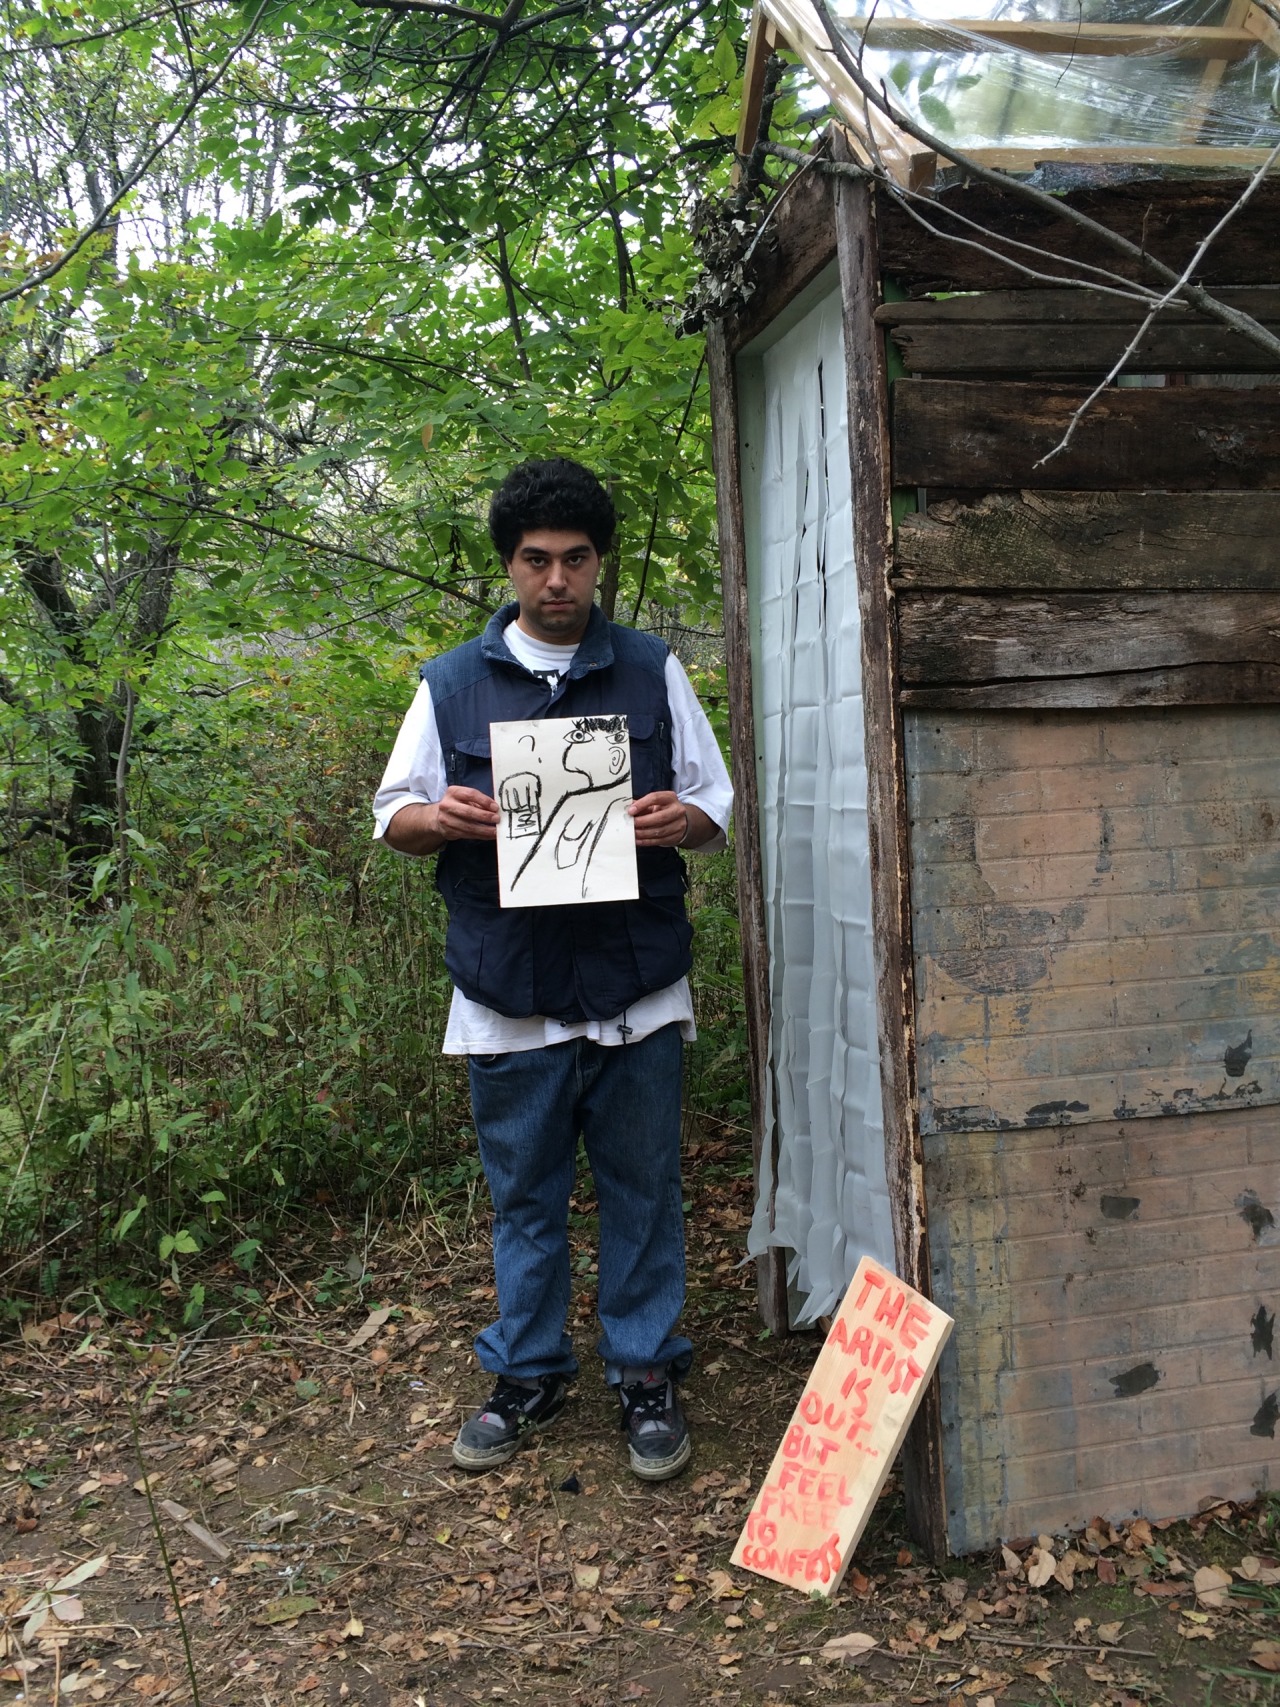 ?
THE
ARTIST
IS
OUT...
BUT
FEEL
FREE
TO
CONFESS